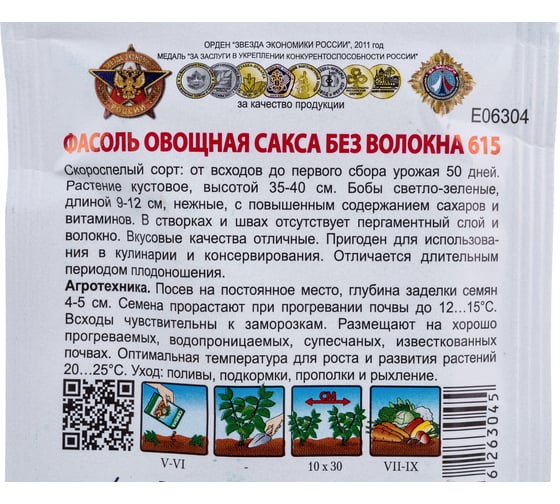 ОРДЕН "ЗВЕЗДА ЭКОНОМИКИ РОССИИ", 2011 год
МЕДАЛЬ "ЗА ЗАСЛУГИ В УКРЕПЛЕНИИ КОНКУРЕНТОСПОСОБНОСТИ РОССИИ"
за качество продукции
E06304
ФАСОЛЬ ОВОЩНАЯ САКСА БЕЗ ВОЛОКНА 615
Скороспелый сорт: от всходов до первого сбора урожая 50 дней.
Растение кустовое, высотой 35-40 см. Бобы светло-зеленые,
длиной 9-12 см, нежные, с повышенным содержанием сахаров и
витаминов. В створках и швах отсутствует пергаментный слой и
волокно. Вкусовые качества отличные. Пригоден для использова-
ния в кулинарии и консервировании. Отличается длительным
периодом плодоношения.
Агротехника. Посев на постоянное место, глубина заделки семян
4-5 см. Семена прорастают при прогревании почвы до 12...15°С.
Всходы чувствительны к заморозкам. Размещают на хорошо
прогреваемых, водопроницаемых, супесчаных, известкованных
почвах. Оптимальная температура для роста и развития растений
20...25°С. Уход: поливы, подкормки, прополки и рыхление.
СМ
V-VI - 10 x 30 VII-IX
6263045